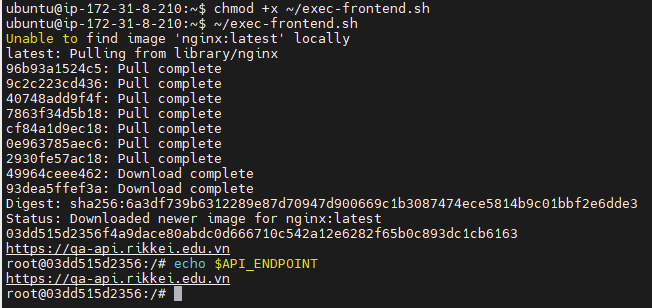 ubuntu@ip-172-31-8-210:~$ chmod +x ~/exec-frontend.sh
ubuntu@ip-172-31-8-210:~$ ~/exec-frontend.sh
Unable to find image 'nginx:latest' locally
latest: Pulling from library/nginx
96b93a1524c5: Pull complete
9c2c223cd436: Pull complete
40748add9f4f: Pull complete
7863f34d5b18: Pull complete
cf84a1d9ec18: Pull complete
0e963785aec6: Pull complete
2930fe57ac18: Pull complete
49964ceee462: Download complete
93dea5ffef3a: Download complete
Digest: sha256:6a3df739b6312289e87d70947d900669c1b3087474ece5814b9c01bbf2e6dde3
Status: Downloaded newer image for nginx:latest
03dd515d2356f4a9dace80abdc0d666710c542a12e6282f65b0c893dc1cb6163
https://qa-api.rikkei.edu.vn
root@03dd515d2356:/# echo $API_ENDPOINT
https://qa-api.rikkei.edu.vn
root@03dd515d2356:/#